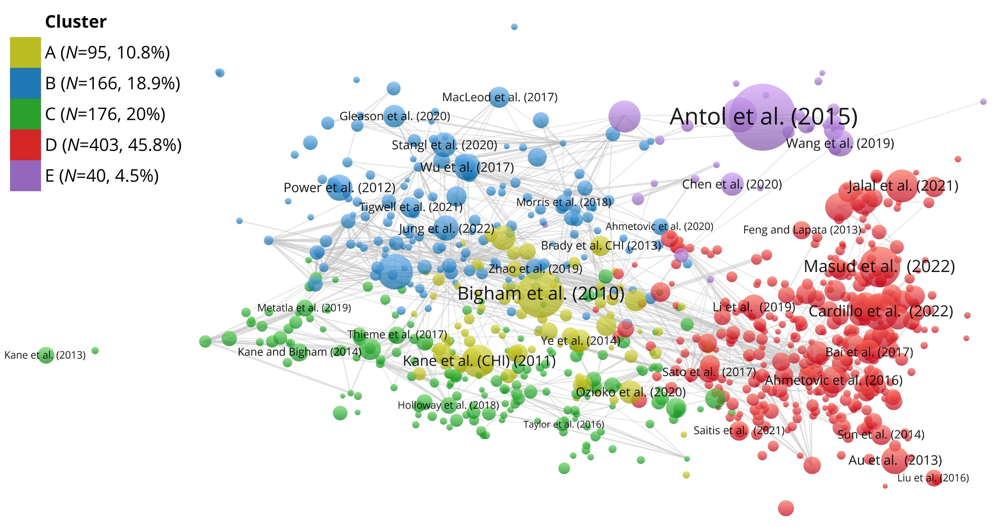 Cluster
A (N=95, 10.8%)
B (N=166, 18.9%)
C (N=176, 20%)
D (N=403, 45.8%)
E (N=40, 4.5%)
MacLeod et al. (2017)
Gleason et al. (2020)
Antol et al. (2015)
Stangl et al. (2020)
Wang et al. (2019)
Wu et al. (2017)
Power et al. (2012)
Chen et al. (2020)
Jalal et al. (2021)
Tigwell et al. (2021)
Morris et al. (2018)
Jung et al. (2022)
Ahmetovic et al. (2020)
Feng and Lapata (2013)
Brady et al. CHI (2013)
Zhao et al. (2019)
Masud et al. (2022)
Bigham et al. (2010)
Metatla et al. (2019)
Li et al. (2019)
Cardillo et al. (2022)
Thieme et al. (2017)
Ye et al. (2014)
Kane et al. (2013)
Kane and Bigham (2014)
Bai et al. (2017)
Kane et al. (CHI) (2011)
Sato et al. (2017)
Ahmetovic et al. (2016)
Ozioko et al. (2020)
Holloway et al. (2018)
Taylor et al. (2016)
Saitis et al. (2021)
Sun et al. (2014)
Au et al. (2013)
Liu et al. (2016)